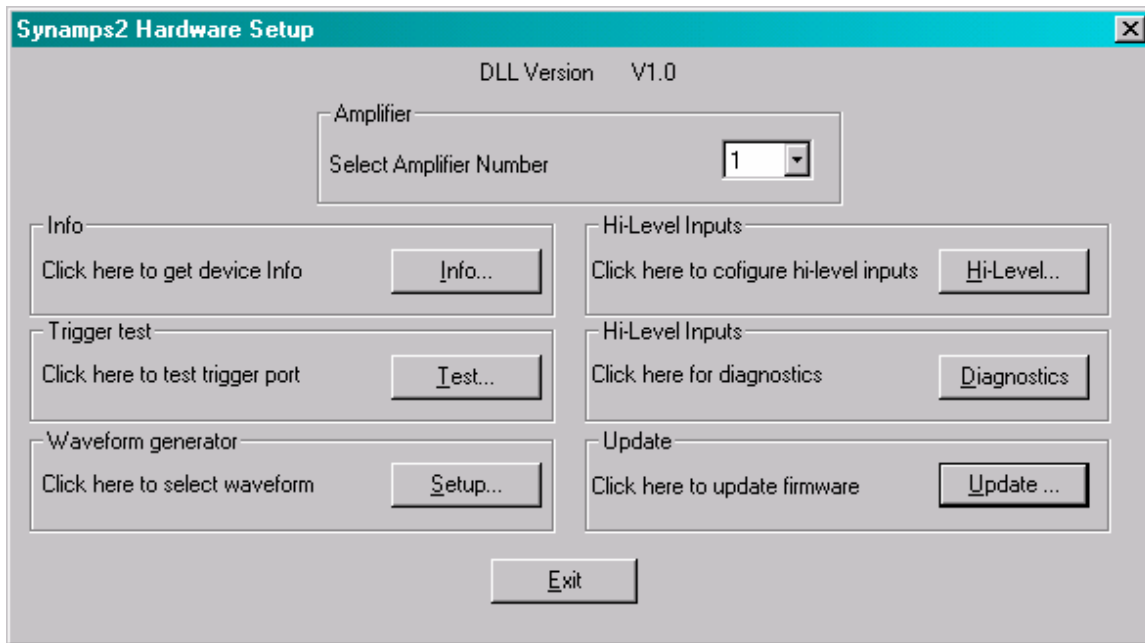 Synamps2 Hardware Setup
DLL Version V1.0
Amplifier
Select Amplifier Number 1
Info
Click here to get device Info Info...
Hi-Level Inputs
Click here to cofigure hi-level inputs Hi-Level...
Trigger test
Click here to test trigger port Test...
Hi-Level Inputs
Click here for diagnostics Diagnostics
Waveform generator
Click here to select waveform Setup...
Update
Click here to update firmware Update ...
Exit